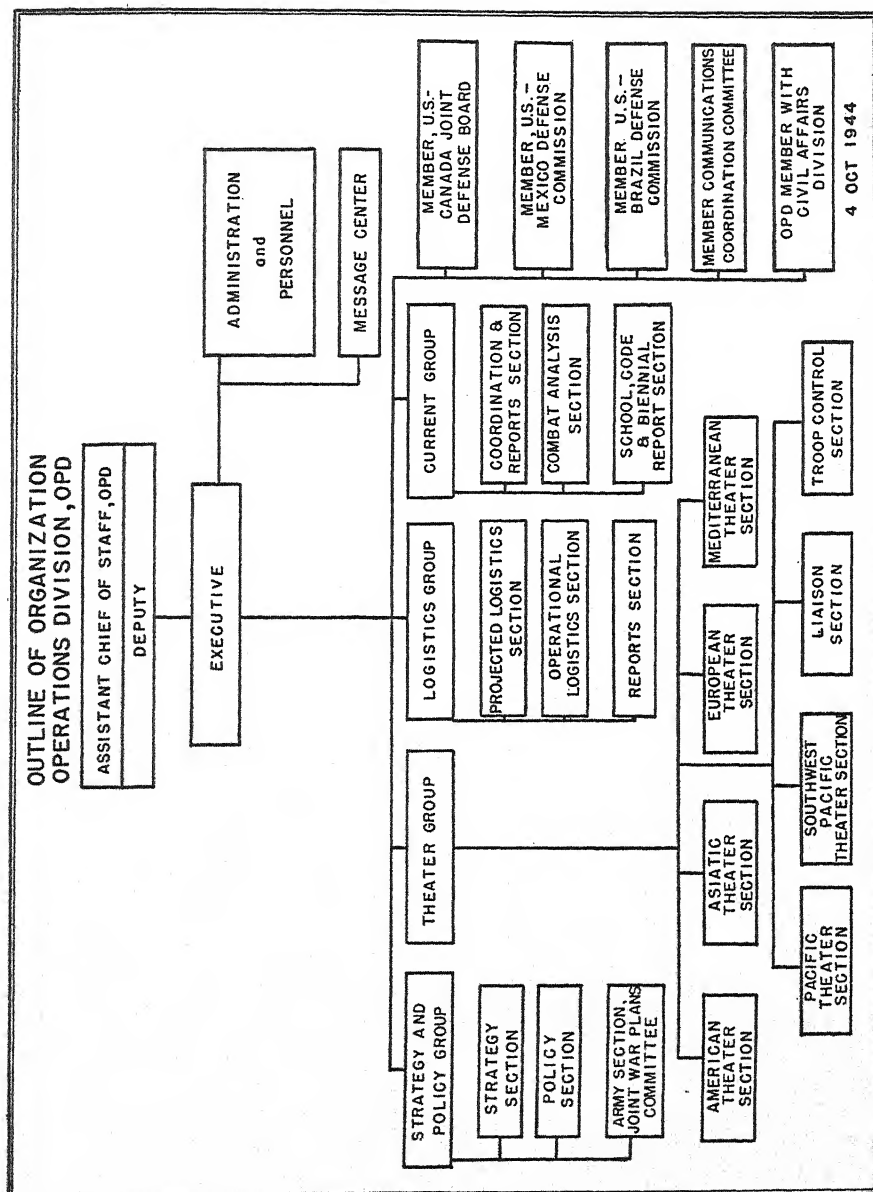 OUTLINE OF ORGANIZATION
OPERATIONS DIVISION, OPD
ASSISTANT CHIEF OF STAFF, OPD
DEPUTY
EXECUTIVE
ADMINISTRATION
and
PERSONNEL
MESSAGE CENTER
STRATEGY AND
POLICY GROUP
STRATEGY
SECTION
POLICY
SECTION
ARMY SECTION,
JOINT WAR PLANS
COMMITTEE
THEATER GROUP
LOGISTICS GROUP
PROJECTED LOGISTICS
SECTION
OPERATIONAL
LOGISTICS SECTION
REPORTS SECTION
CURRENT GROUP
COORDINATION &
REPORTS SECTION
COMBAT ANALYSIS
SECTION
SCHOOL, CODE
& BIENNIAL
REPORT SECTION
MEMBER, U.S.-
CANADA JOINT
DEFENSE BOARD
MEMBER, U.S.-
MEXICO DEFENSE
COMMISSION
MEMBER. U.S.-
BRAZIL DEFENSE
COMMISSION
MEMBER COMMUNICATIONS
COORDINATION COMMITTEE
OPD MEMBER WITH
CIVIL AFFAIRS
DIVISION
AMERICAN
THEATER
SECTION
ASIATIC
THEATER
SECTION
EUROPEAN
THEATER
SECTION
MEDITERRANEAN
THEATER
SECTION
PACIFIC
THEATER
SECTION
SOUTHWEST
PACIFIC
THEATER SECTION
LIAISON
SECTION
TROOP CONTROL
SECTION
4 OCT 1944